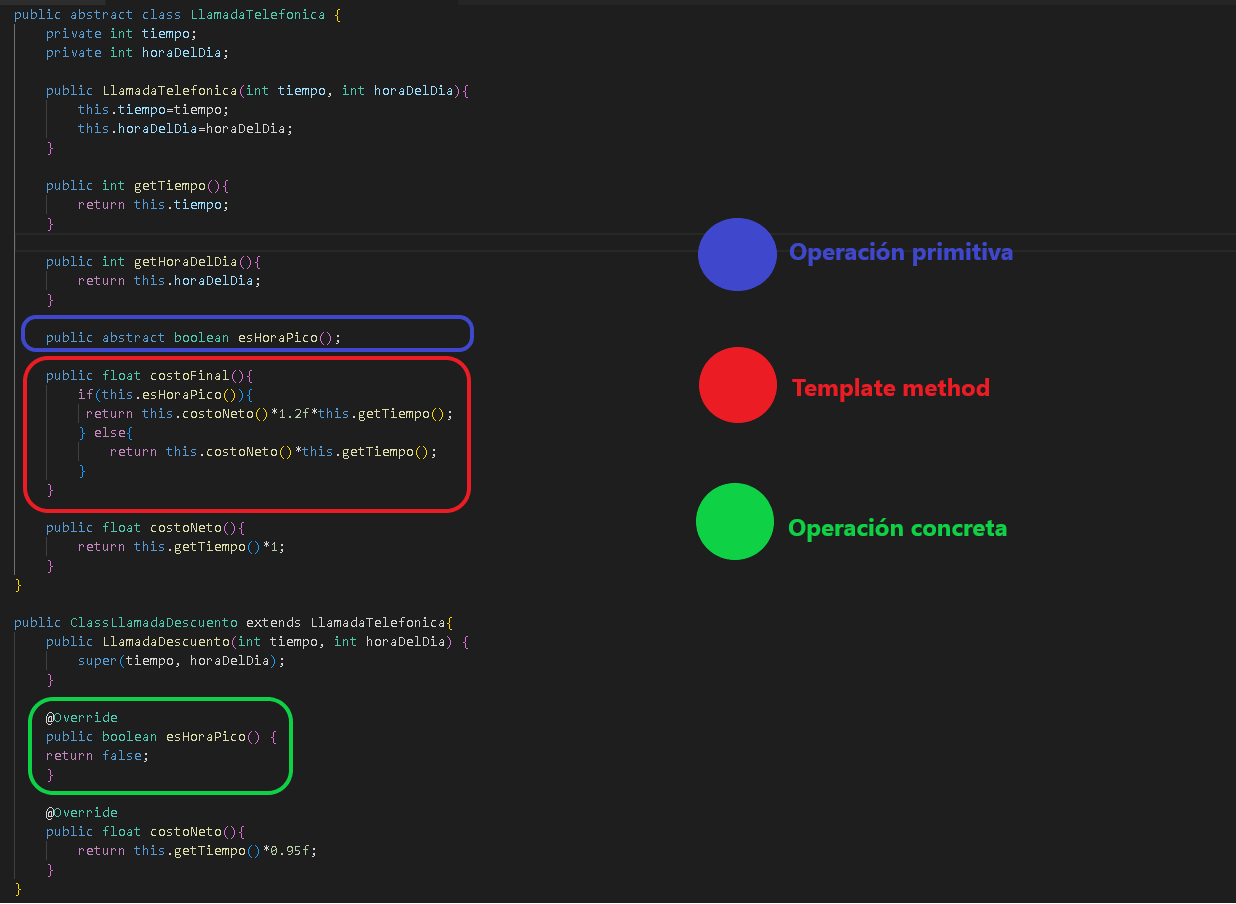 public abstract class LlamadaTelefonica {
    private int tiempo;
    private int horaDelDia;
    public LlamadaTelefonica(int tiempo, int horaDelDia){
        this.tiempo=tiempo;
        this.horaDelDia=horaDelDia;
    }
    public int getTiempo(){
        return this.tiempo;
    }
    public int getHoraDelDia(){
        return this.horaDelDia;
    }
    public abstract boolean esHoraPico();
    public float costoFinal(){
        if(this.esHoraPico()){
         return this.costoNeto()*1.2f*this.getTiempo();
        } else{
            return this.costoNeto()*this.getTiempo();
        }
    }
    public float costoNeto(){
        return this.getTiempo()*1;
    }
}
public ClassLlamadaDescuento extends LlamadaTelefonica{
    public LlamadaDescuento(int tiempo, int horaDelDia) {
        super(tiempo, horaDelDia);
    }
    @Override
    public boolean esHoraPico() {
    return false;
    }
    @Override
    public float costoNeto(){
        return this.getTiempo()*0.95f;
    }
}
Operación primitiva
Template method
Operación concreta